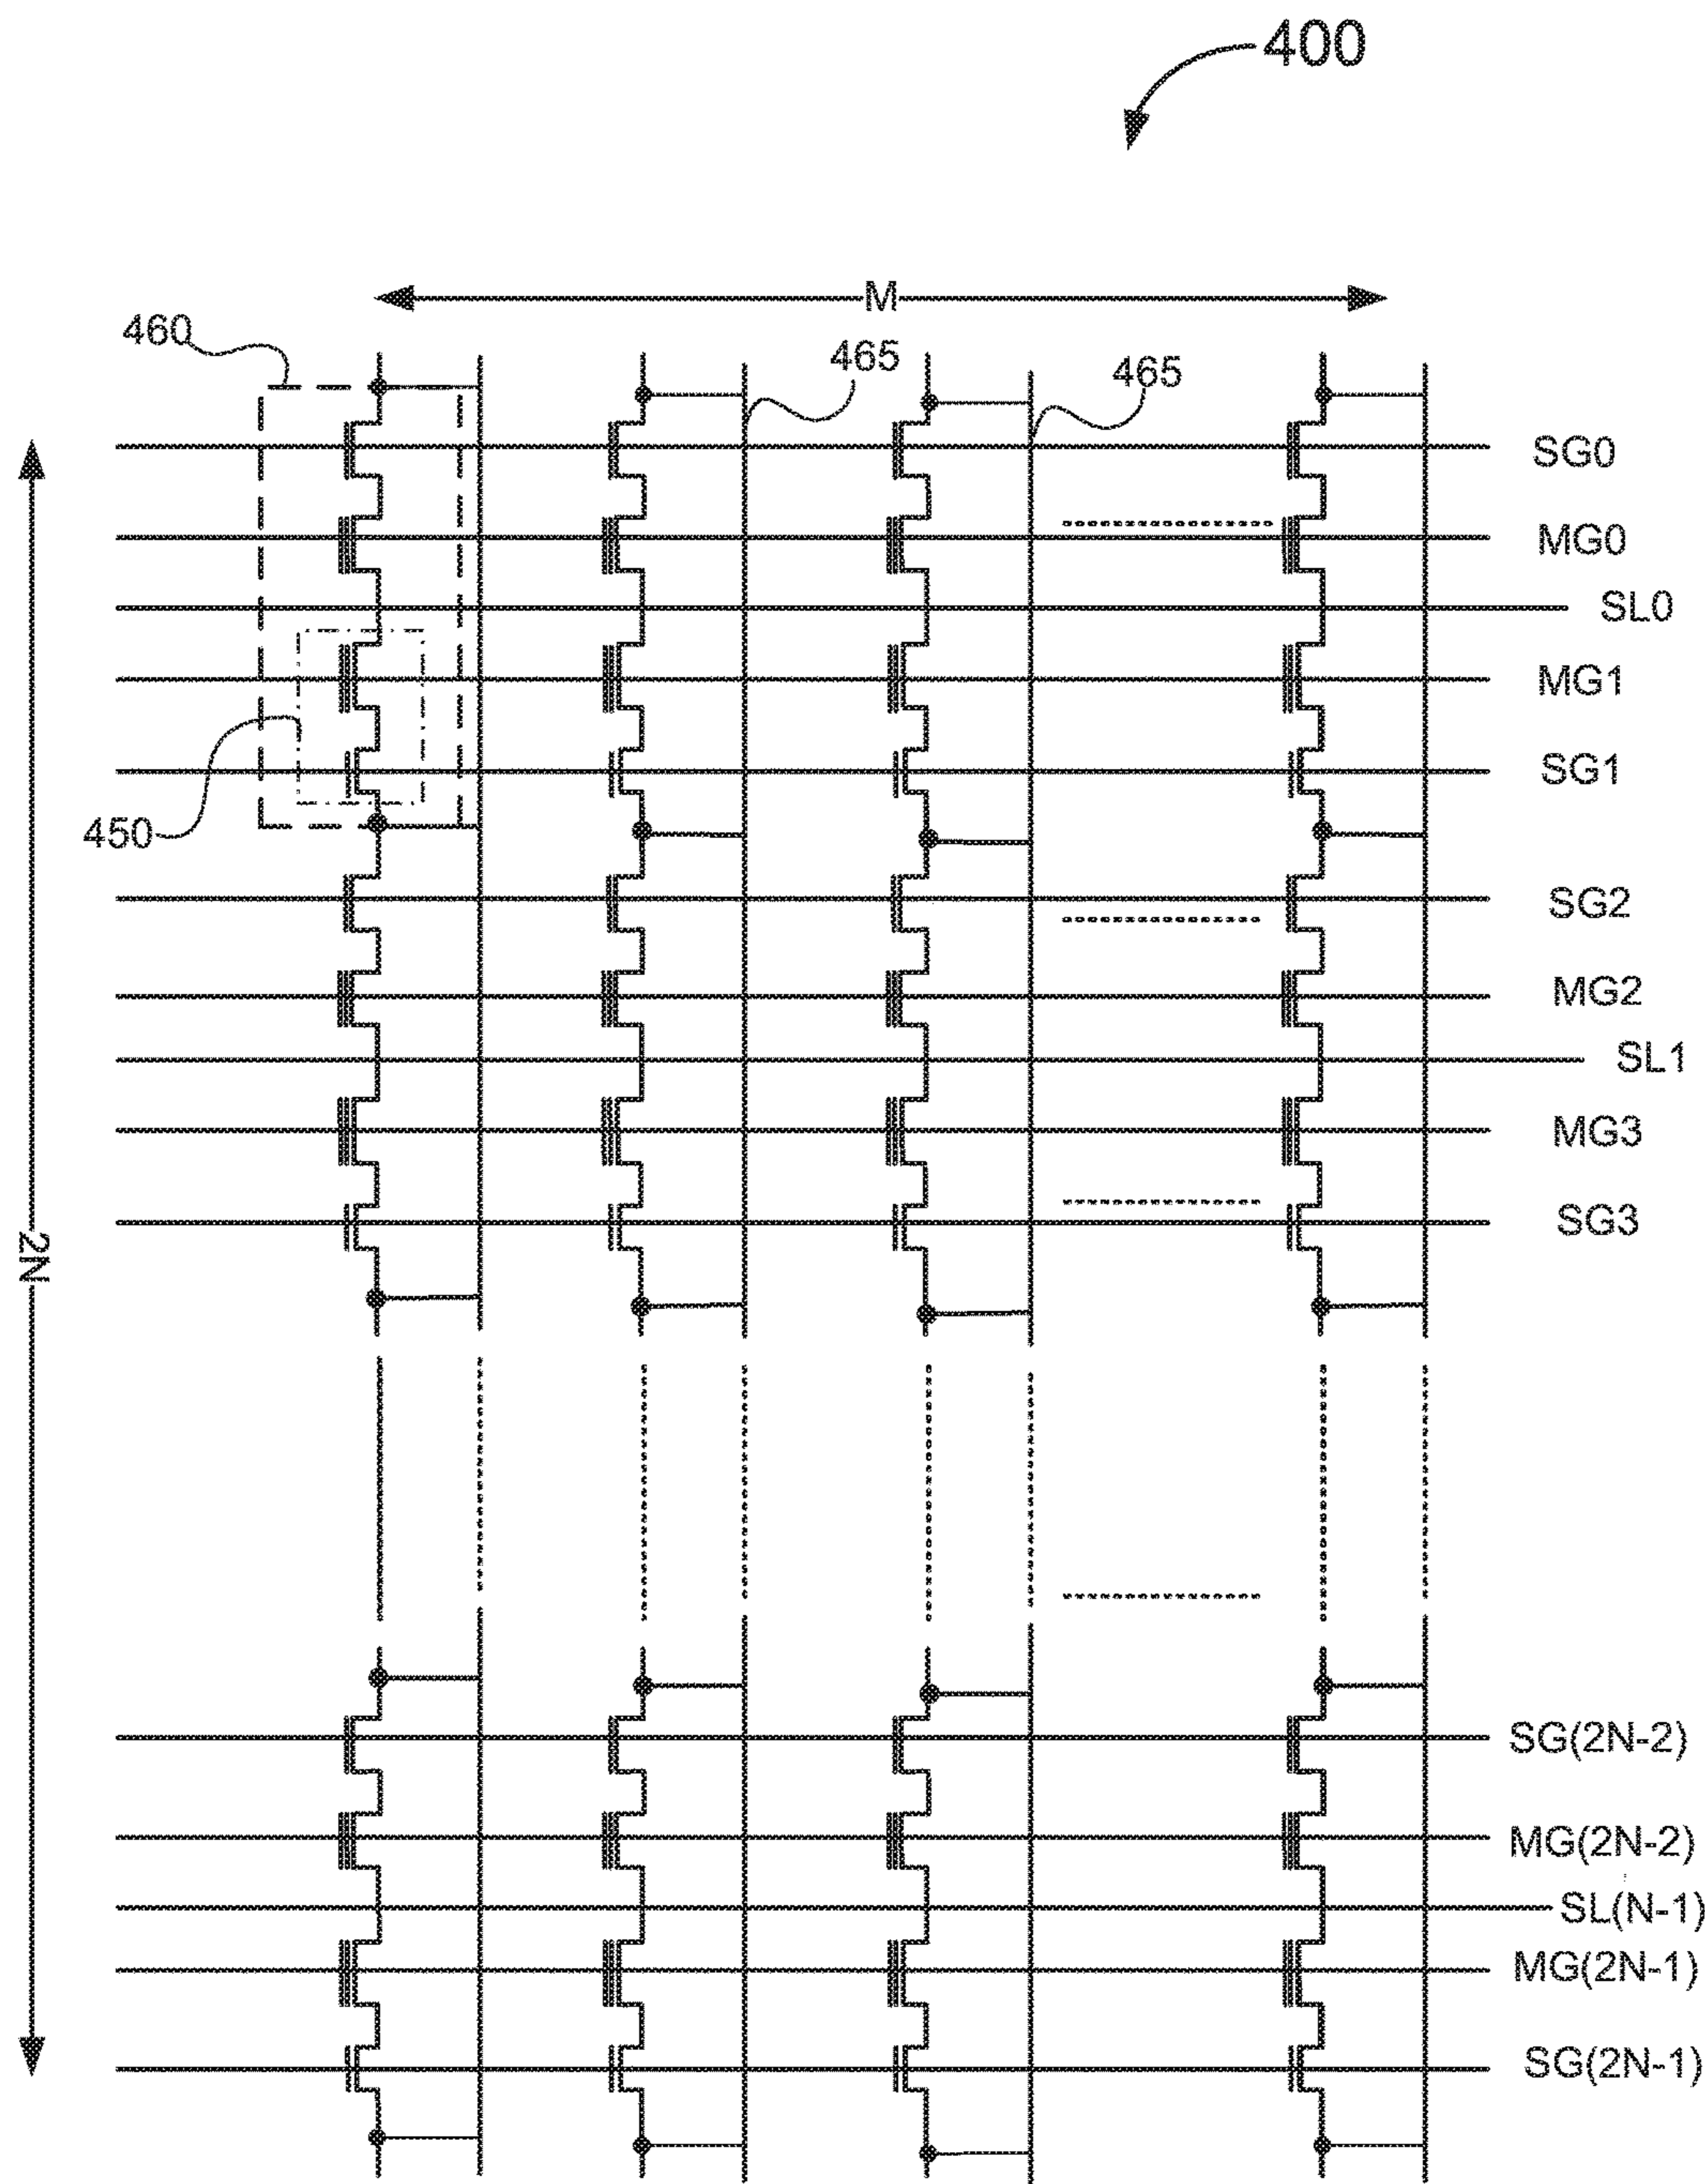 400
M
460
465
465
SG0
MG0
SL0
MG1
SG1
450
SG2
MG2
SL1
MG3
SG3
2N
SG(2N-2)
MG(2N-2)
SL(N-1)
MG(2N-1)
SG(2N-1)